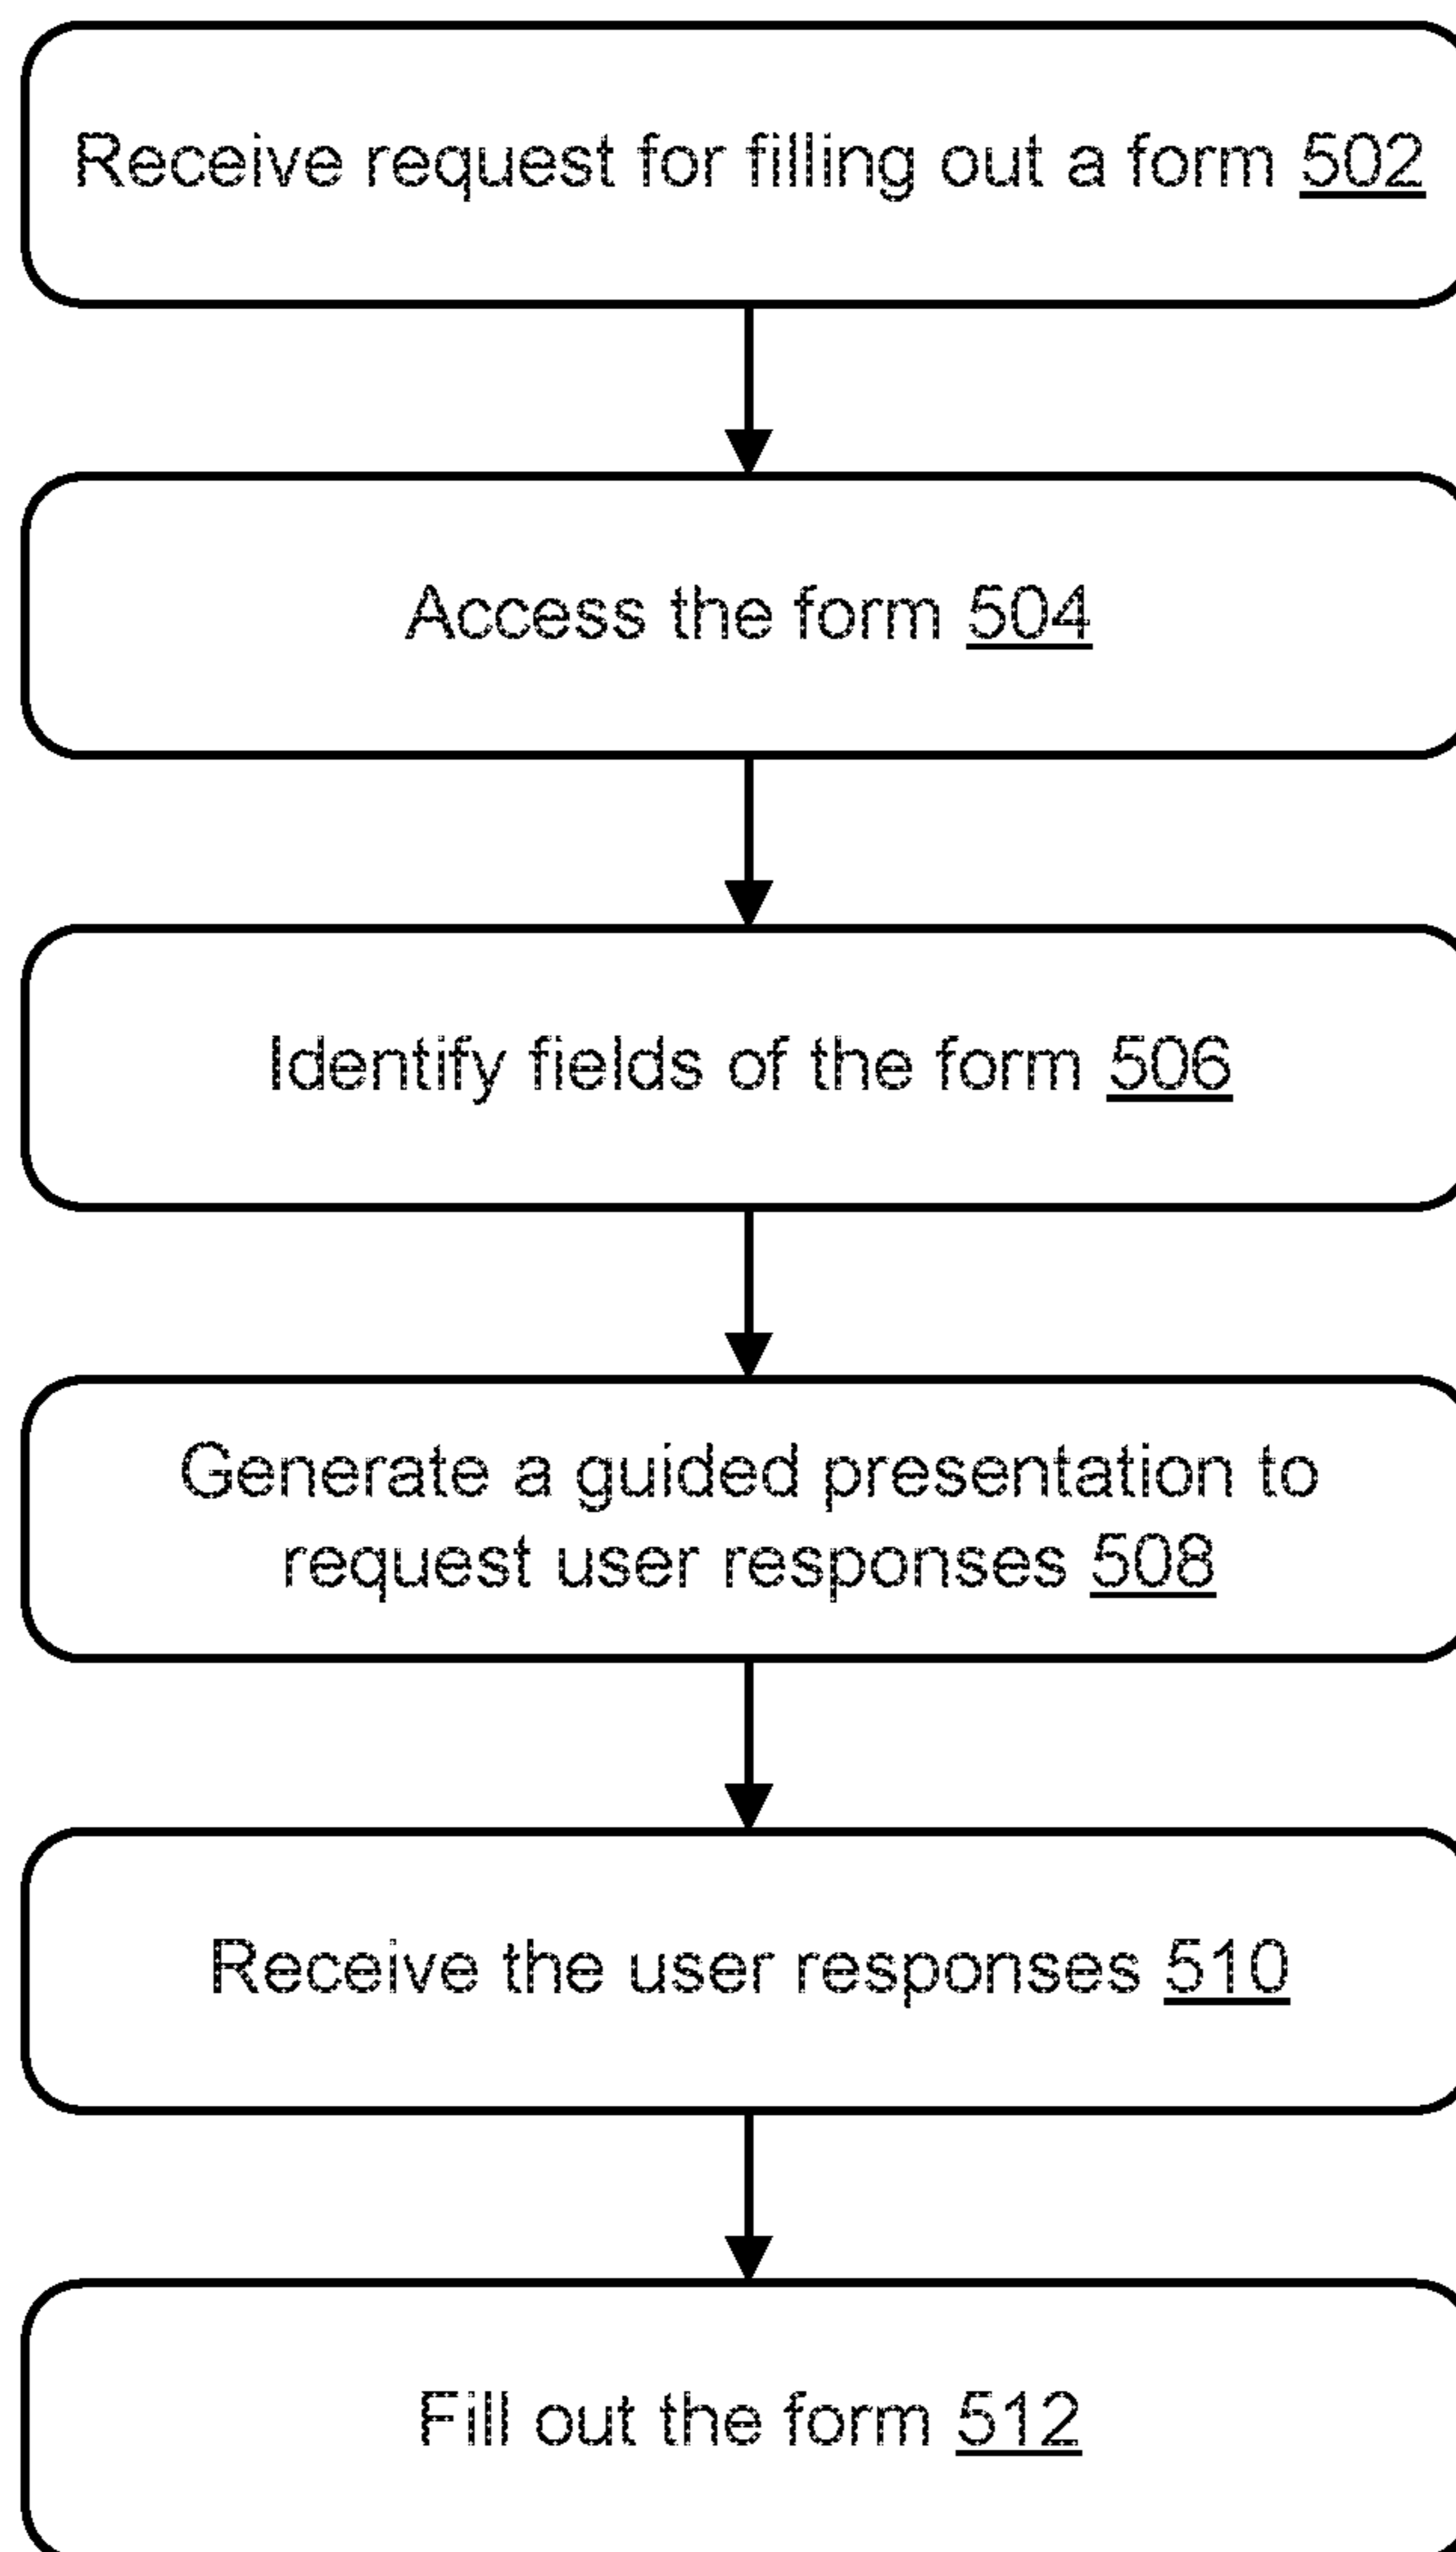 Receive request for filling out a form 502
Access the form 504
Identify fields of the form 506
Generate a guided presentation to
request user responses 508
Receive the user responses 510
Fill out the form 512